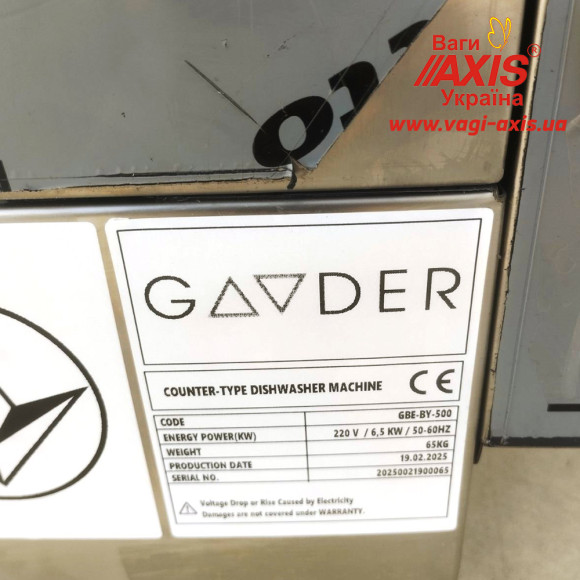 Ваги
AXIS®
Україна
www.vagi-axis.ua
GAVDER
COUNTER-TYPE DISHWASHER MACHINE CE
CODE GBE-BY-500
ENERGY POWER(KW) 220 V / 6,5 KW / 50-60HZ
WEIGHT 65KG
PRODUCTION DATE 19.02.2025
SERIAL NO. 20250021900065
Voltage Drop or Rise Caused by Electricity
Damages are not covered under WARRANTY.